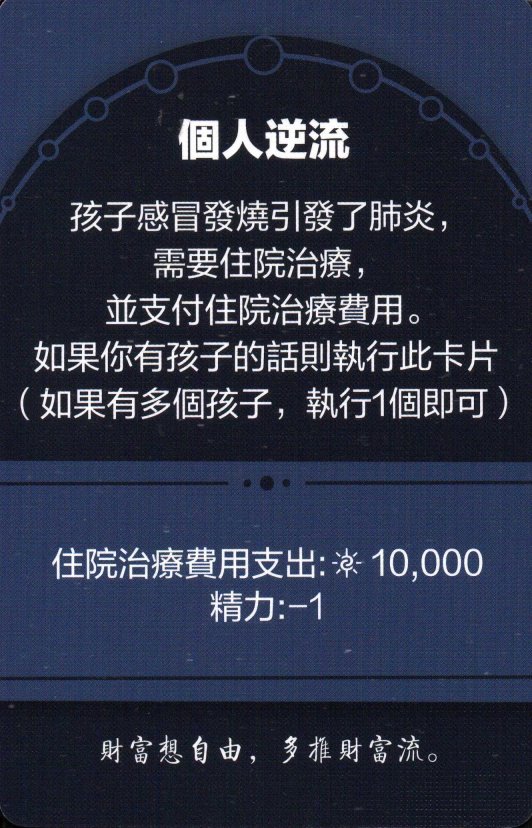 個人逆流
孩子感冒發燒引發了肺炎，
需要住院治療，
並支付住院治療費用。
如果你有孩子的話則執行此卡片
（如果有多個孩子，執行1個即可）
住院治療費用支出: 10,000
精力:−1
財富想自由，多推財富流。